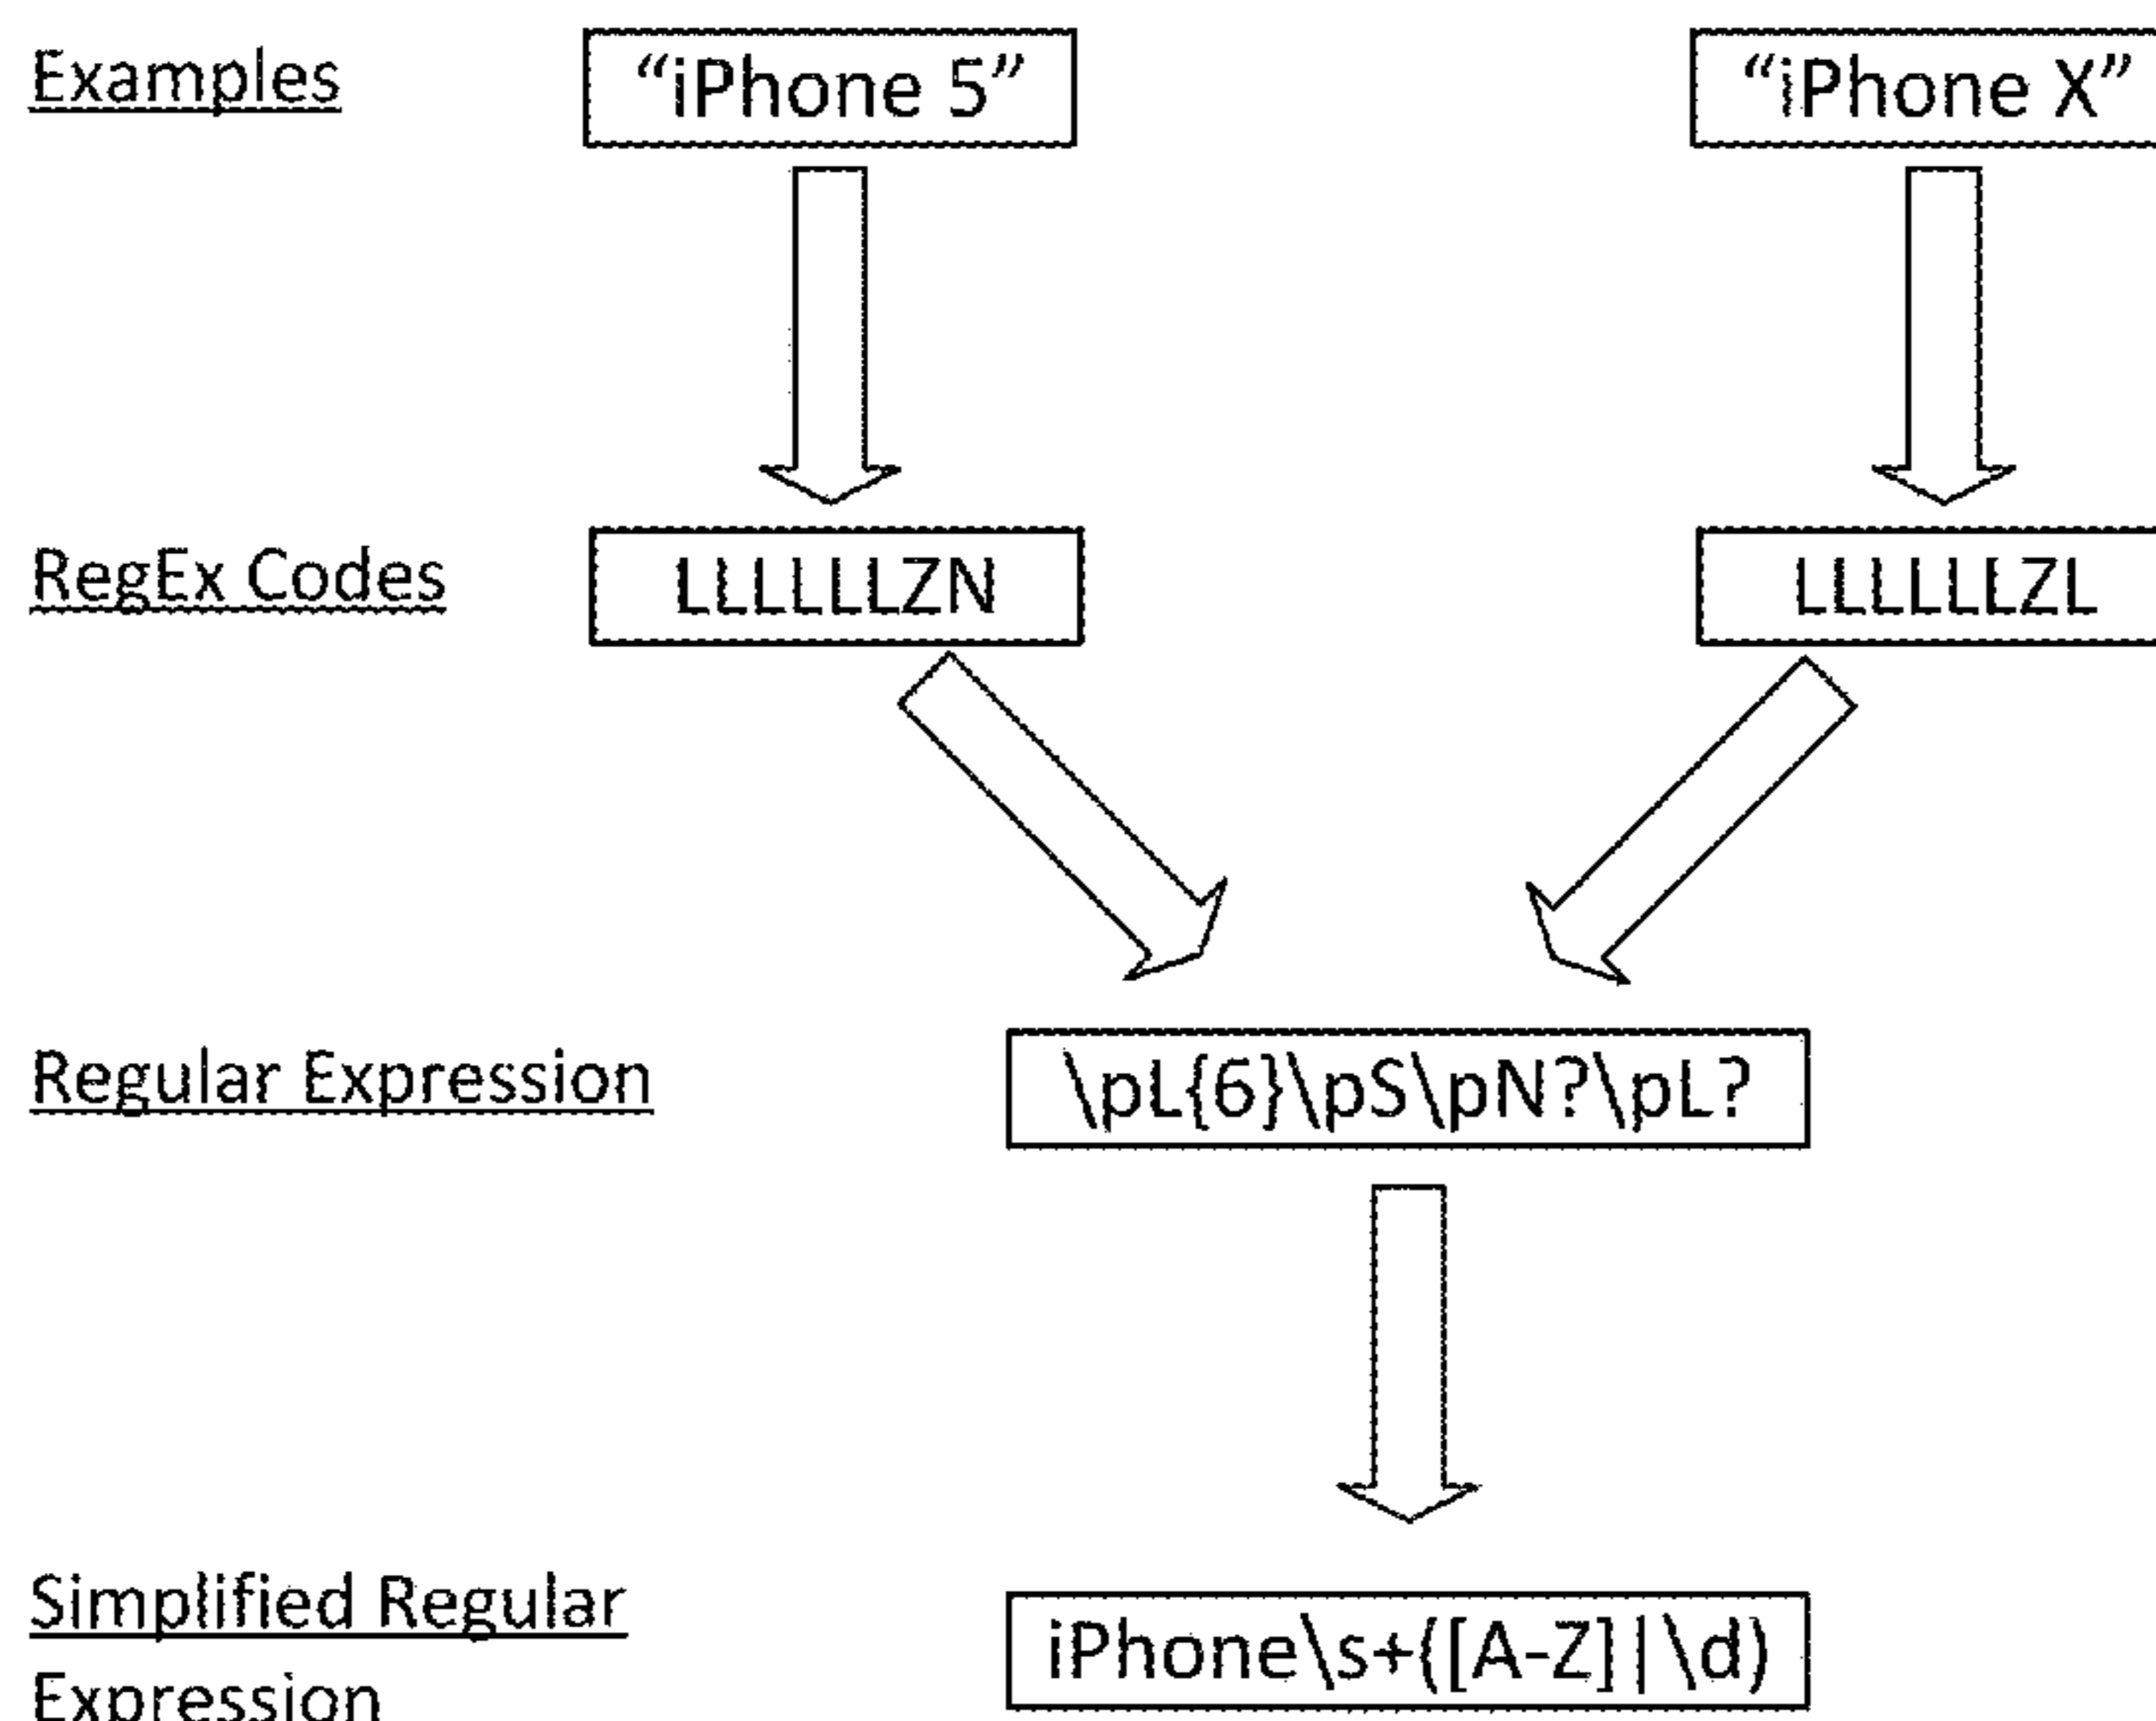 Examples
“iPhone 5”
“iPhone X”
RegEx Codes
LLLLLLZN
LLLLLLZL
Regular Expression
\pL{6}\pS\pN?\pL?
Simplified Regular
Expression
iPhone\s+([A-Z]|\d)